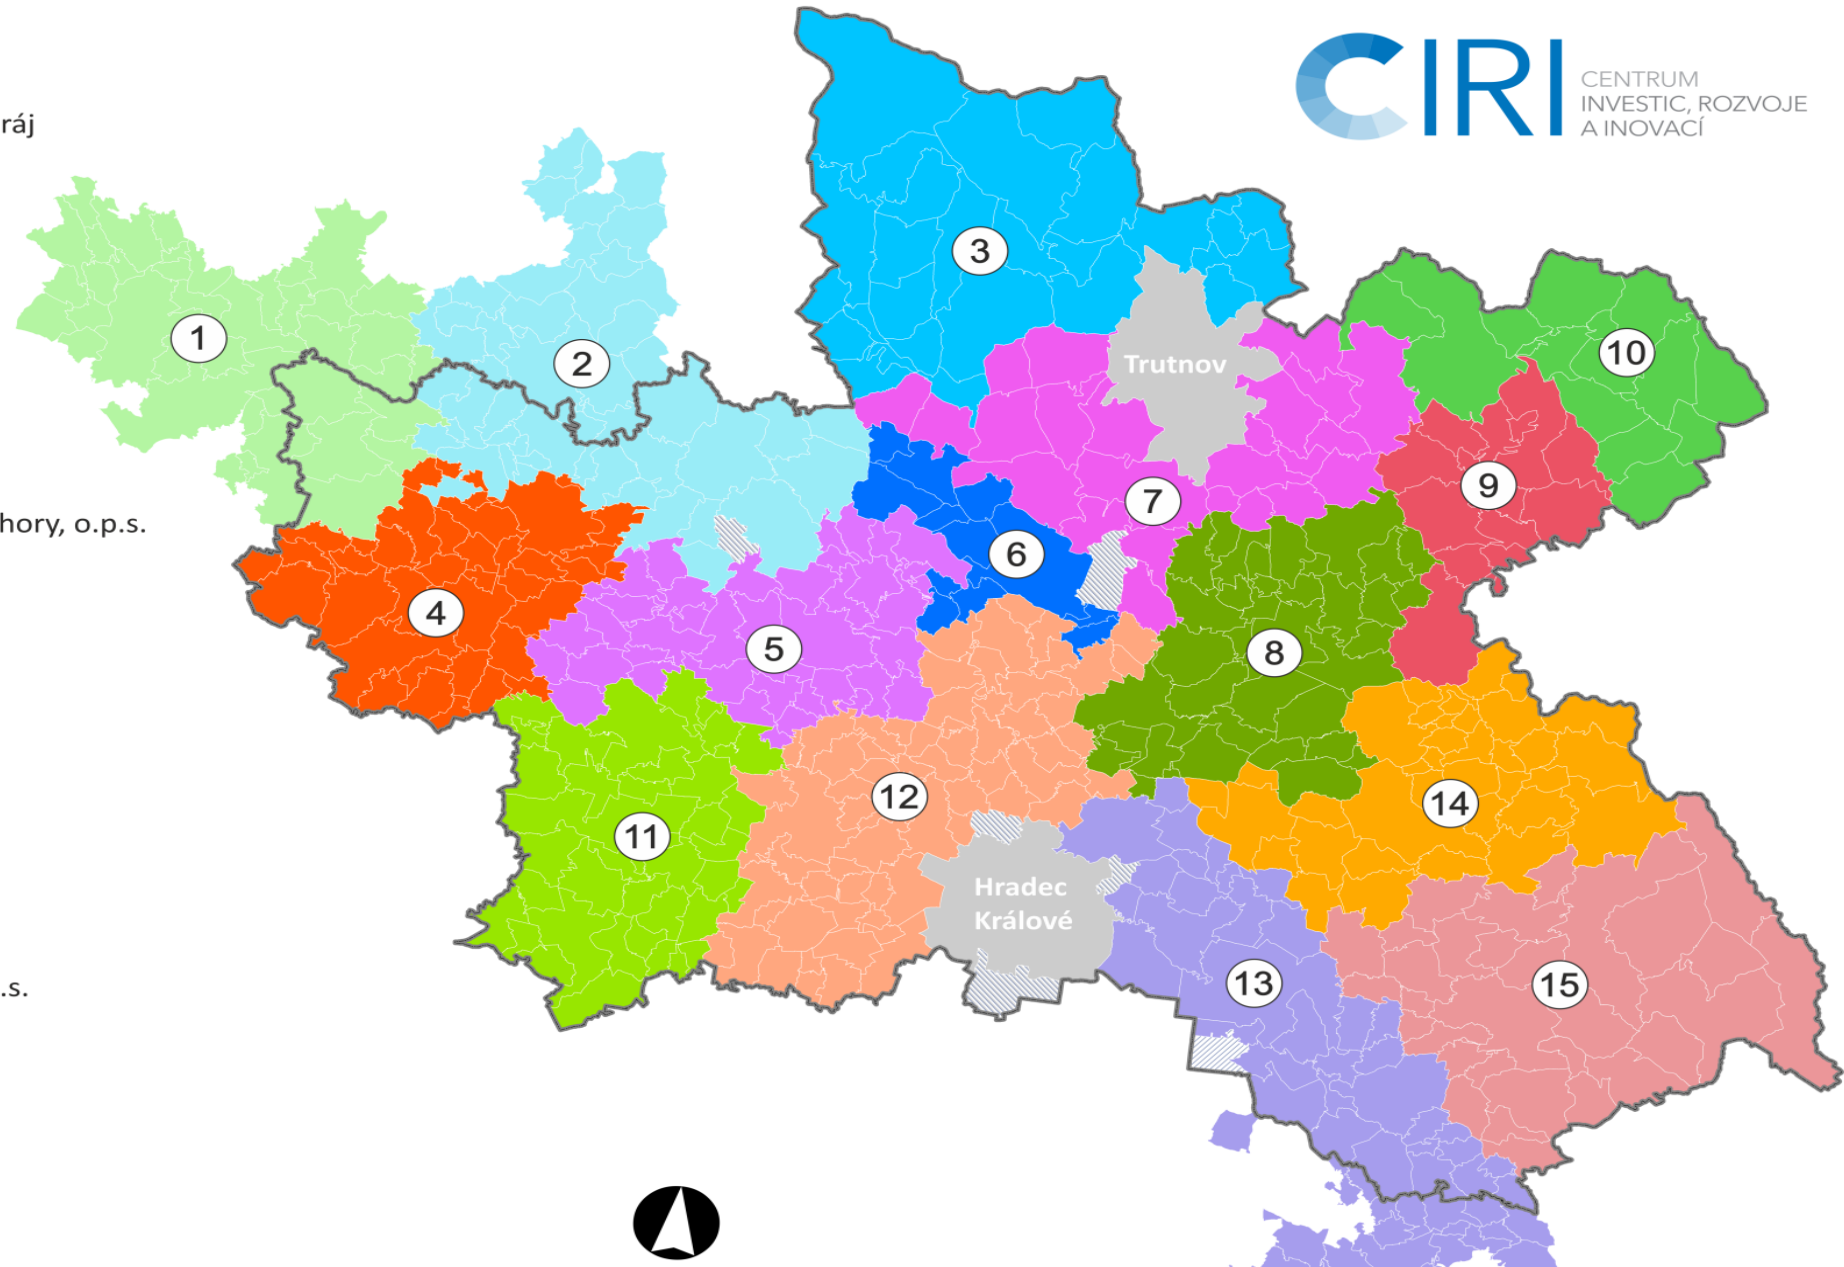 CIRI
CENTRUM
INVESTIC, ROZVOJE
A INOVACÍ
ráj
3
1
2
10
Trutnov
9
7
hory, o.p.s.
6
4
5
8
12
14
11
Hradec
Králové
13
15
.s.